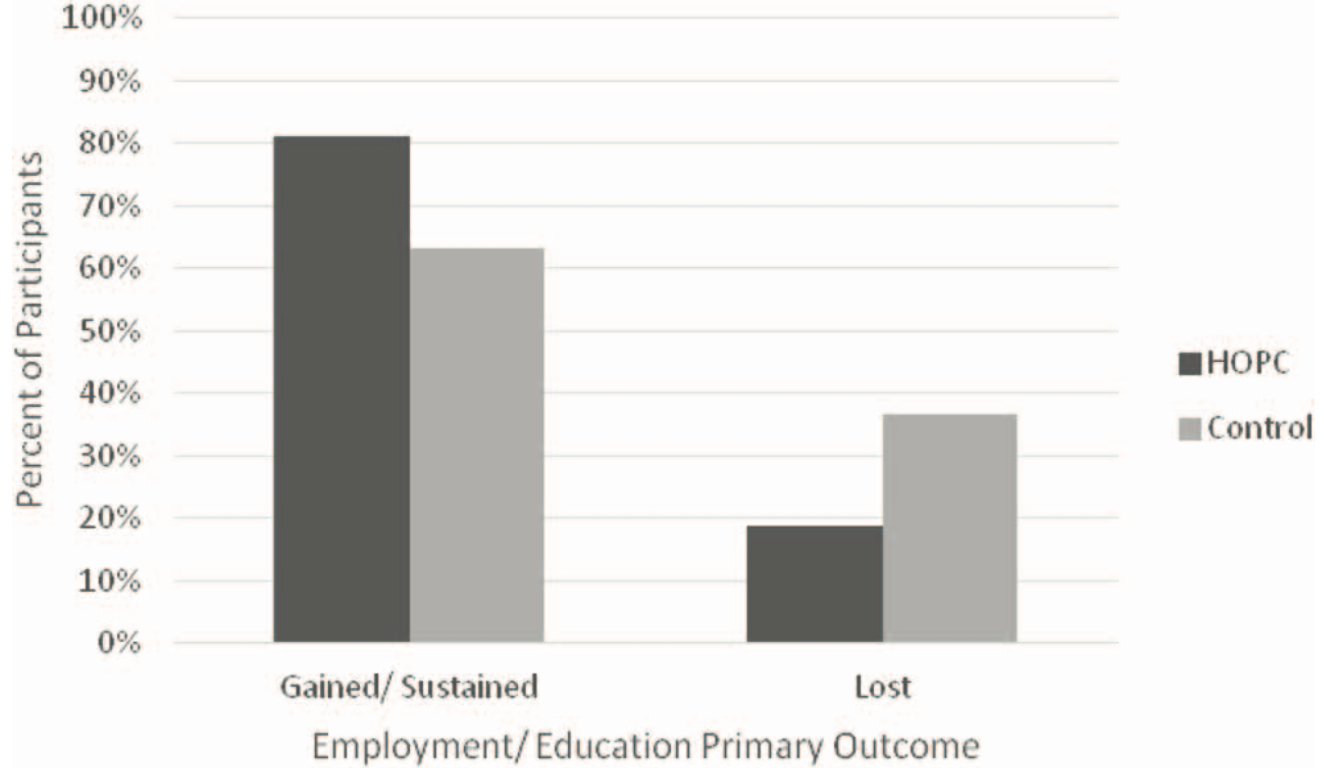 100%
90%
80%
70%
60%
50%
40%
30%
20%
10%
0%
Percent of Participants
Gained/ Sustained
Lost
Employment/ Education Primary Outcome
HOPC
Control